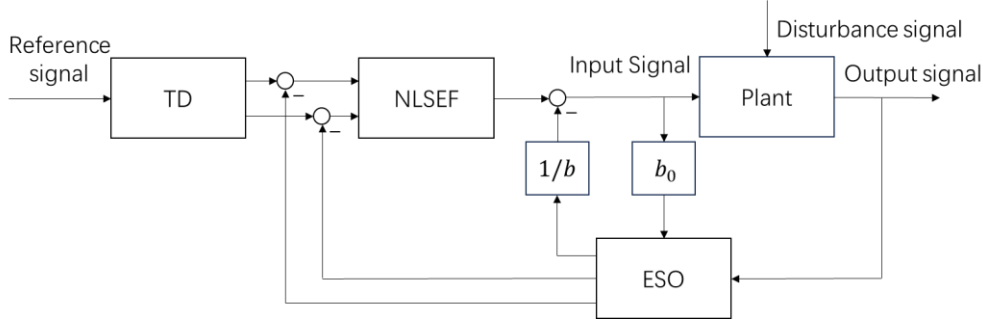 Reference
signal
TD
NLSEF
Input Signal
Disturbance signal
Plant
Output signal
−
−
−
1/b
b₀
ESO